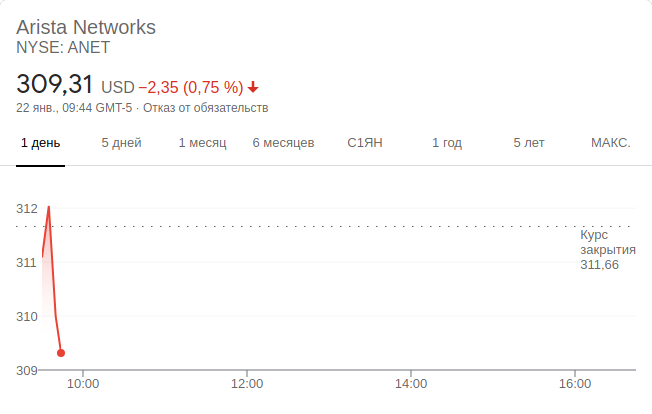 Arista Networks
NYSE: ANET
309,31 USD −2,35 (0,75 %)
22 янв., 09:44 GMT-5 · Отказ от обязательств
1 день 5 дней 1 месяц 6 месяцев С1ЯН 1 год 5 лет МАКС.
312
Курс
закрытия
311,66
311
310
309
10:00 12:00 14:00 16:00